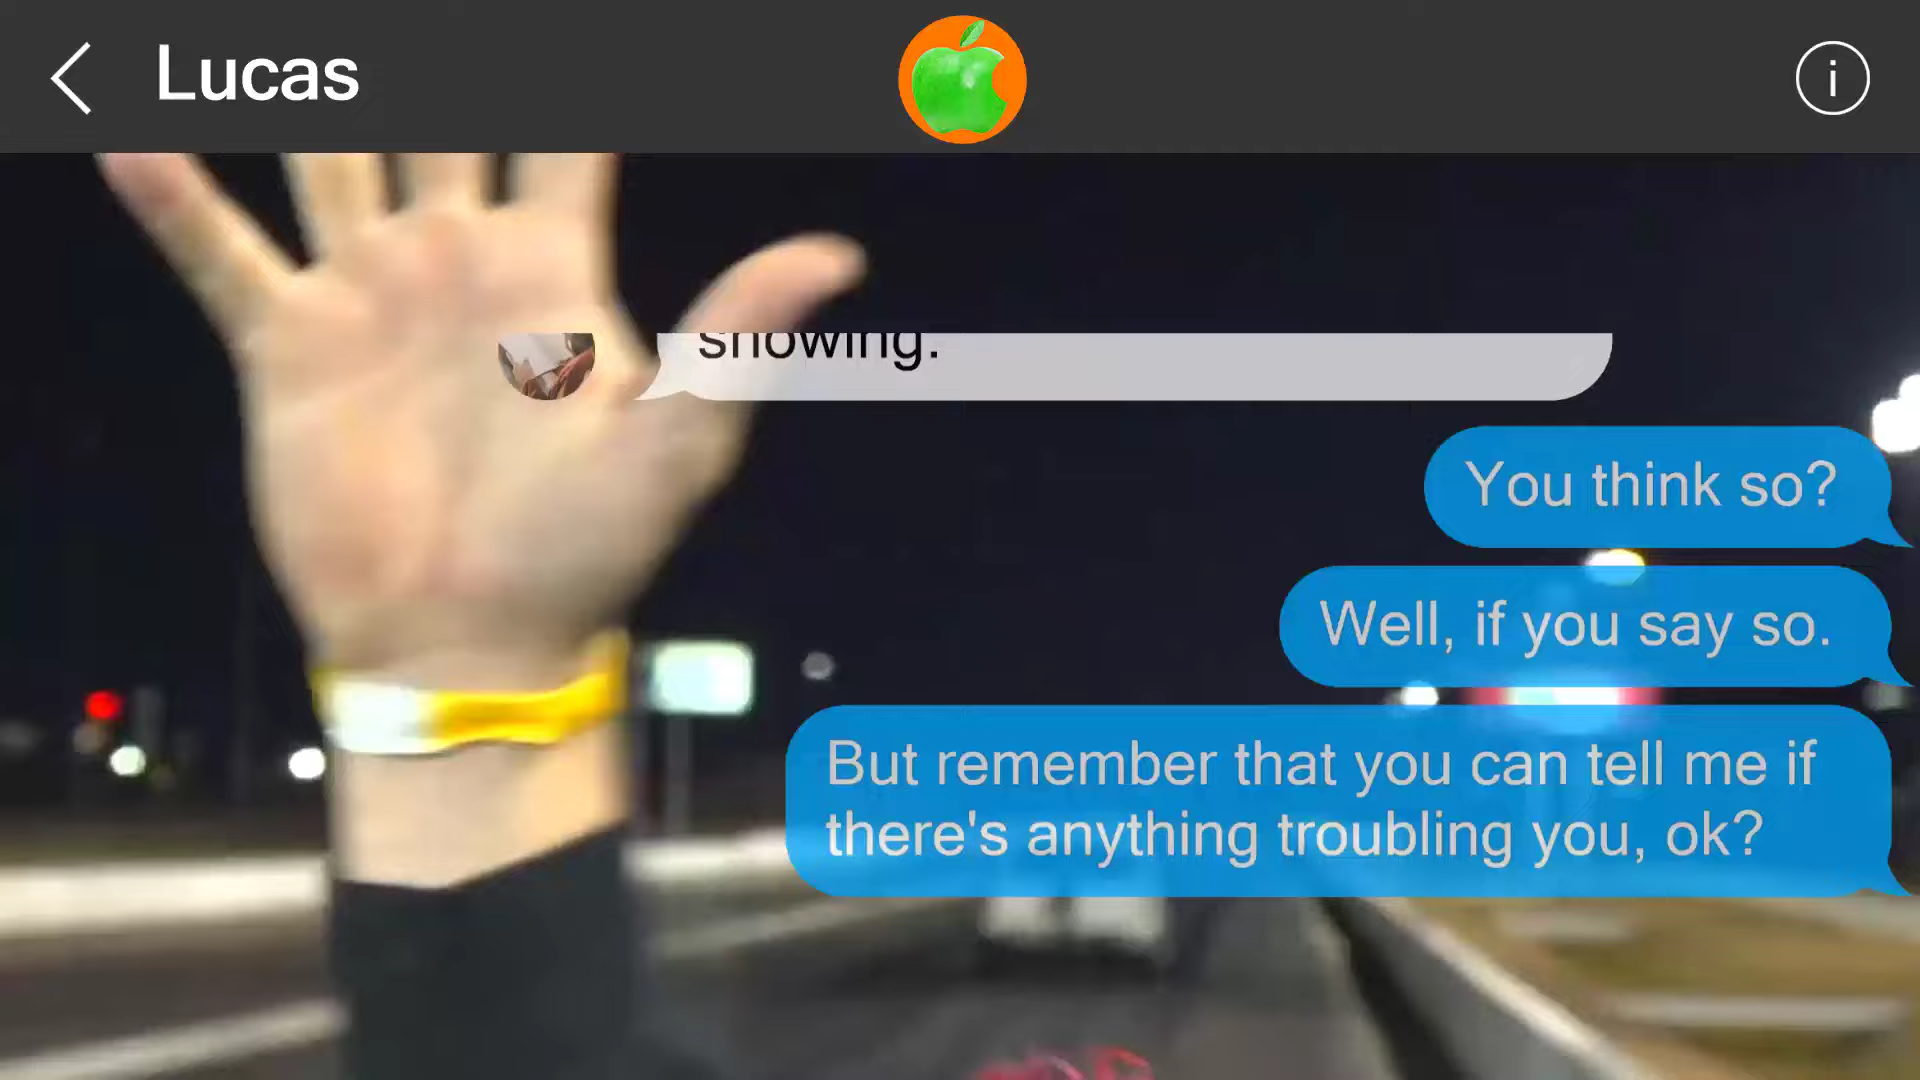 Lucas
showing.
You think so?
Well, if you say so.
But remember that you can tell me if
there's anything troubling you, ok?